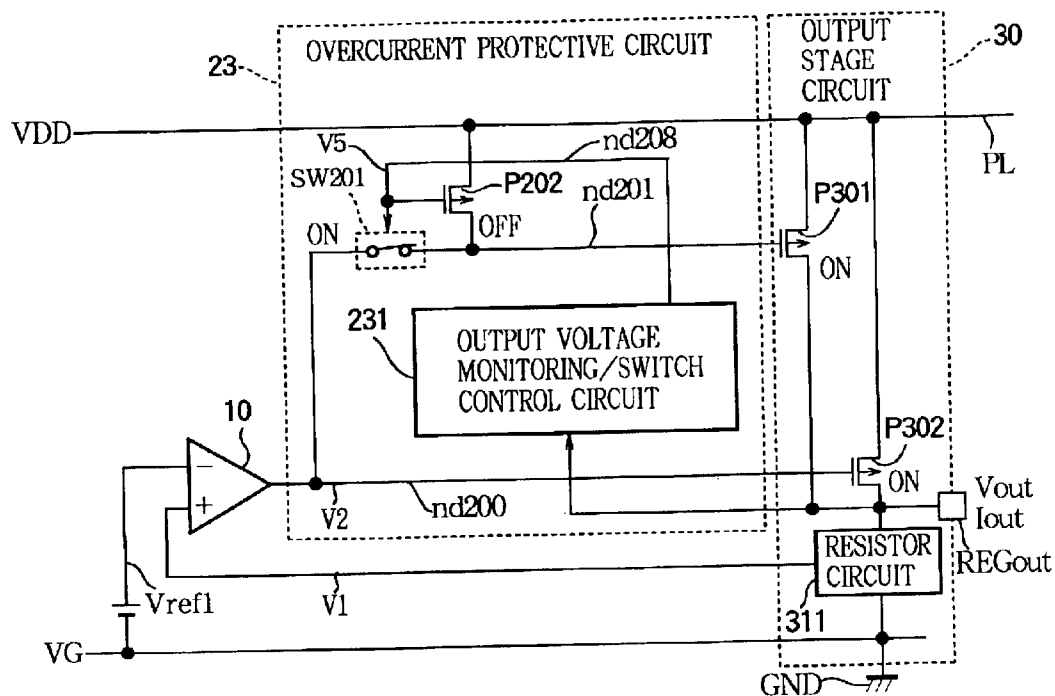 OVERCURRENT PROTECTIVE CIRCUIT
23
OUTPUT
STAGE
CIRCUIT
30
VDD
V5
nd208
PL
SW201
P202
nd201
P301
ON
OFF
ON
231
OUTPUT VOLTAGE
MONITORING/SWITCH
CONTROL CIRCUIT
10
P302
−
+
ON
V2
nd200
Vout
Iout
REGout
RESISTOR
CIRCUIT
V1
Vref1
311
VG
GND